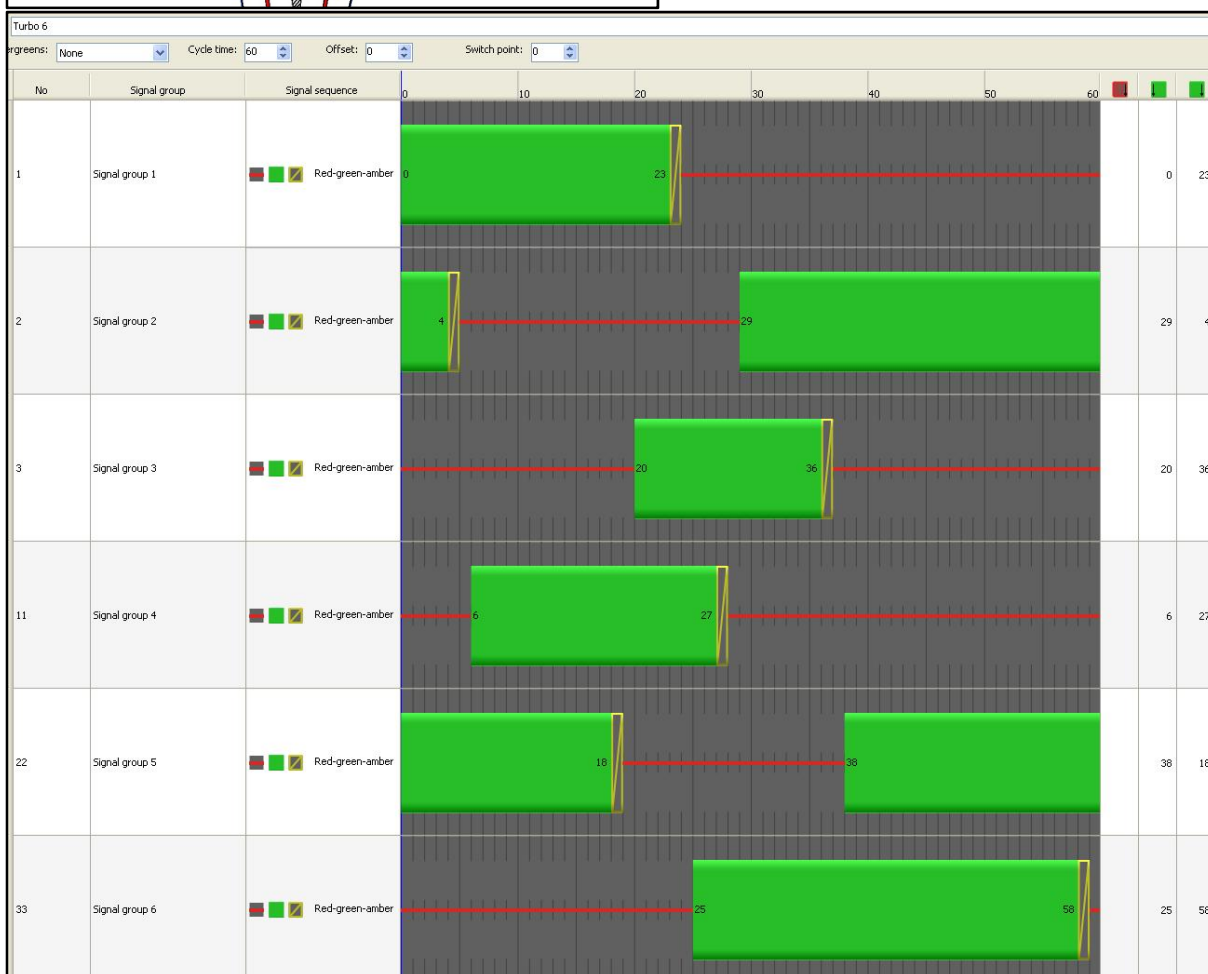 Turbo 6
ergreens: None Cycle time: 60 Offset: 0 Switch point: 0
No Signal group Signal sequence 0 10 20 30 40 50 60
1 Signal group 1 Red-green-amber 0 23 0 23
2 Signal group 2 Red-green-amber 4 29 29 4
3 Signal group 3 Red-green-amber 20 36 20 36
11 Signal group 4 Red-green-amber 6 27 6 27
22 Signal group 5 Red-green-amber 18 38 38 18
33 Signal group 6 Red-green-amber 25 58 25 58